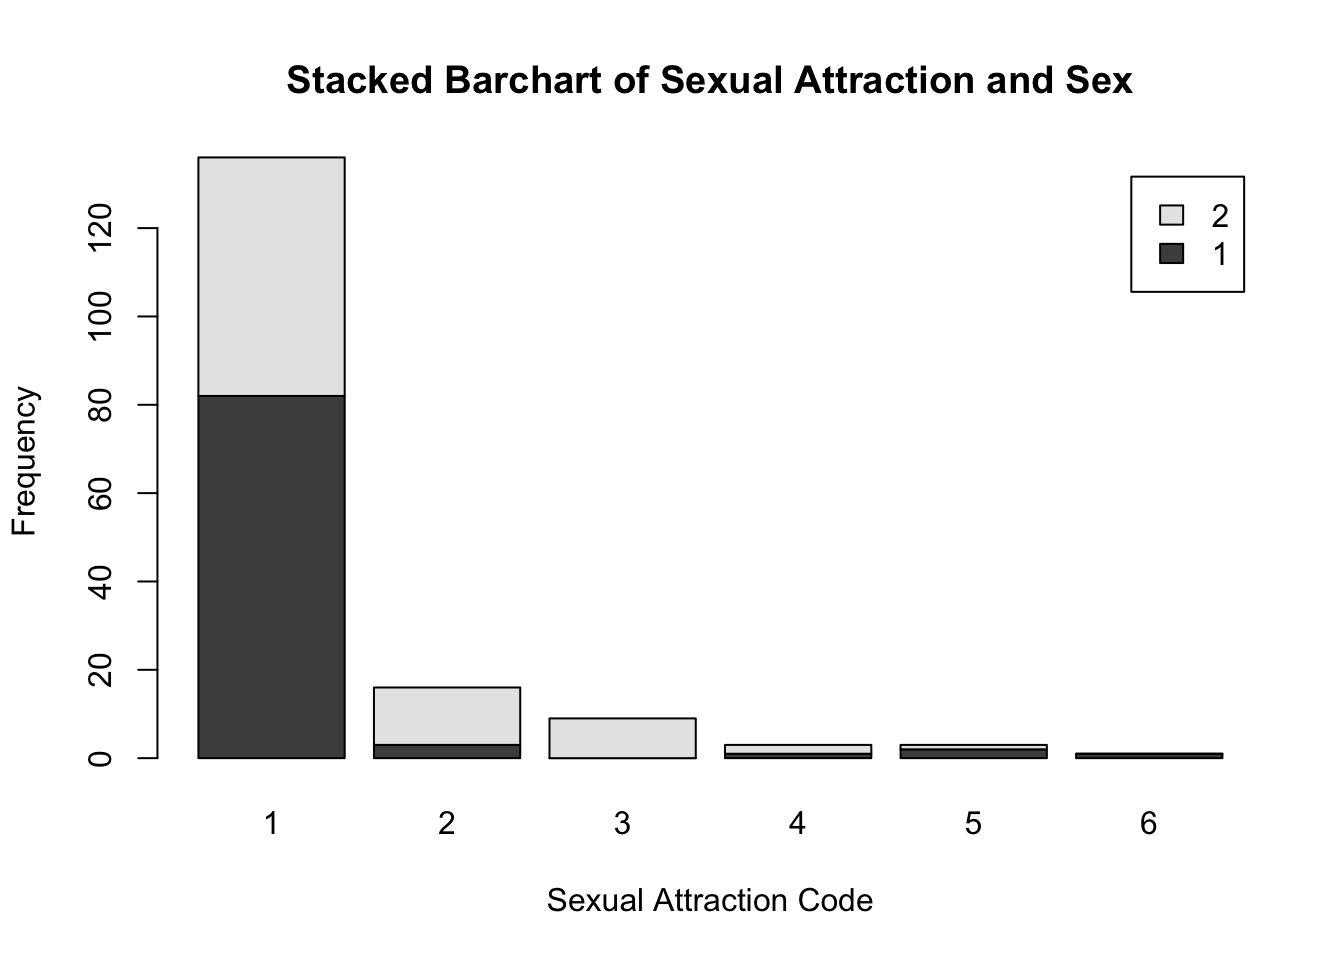 Stacked Barchart of Sexual Attraction and Sex
2
1
Frequency
120
100
80
60
40
20
0
1 2 3 4 5 6
Sexual Attraction Code